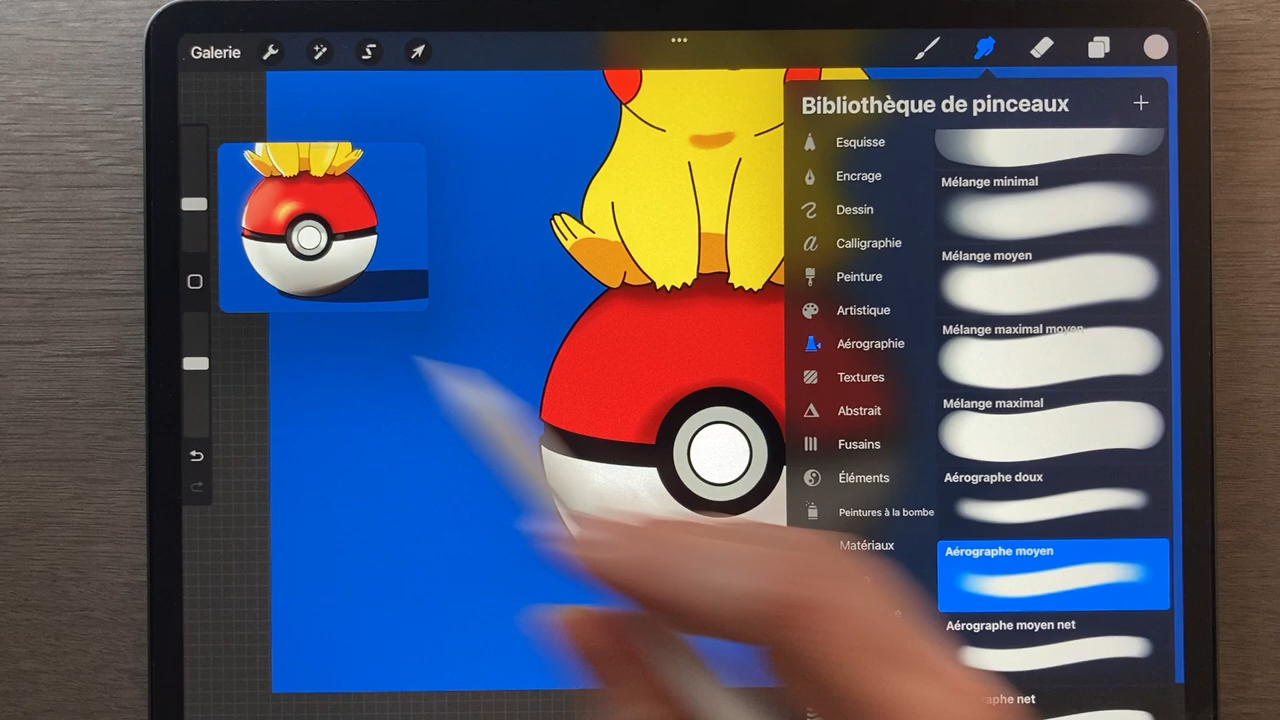 Galerie
Bibliothèque de pinceaux
Esquisse
Encrage
Dessin
Calligraphie
Peinture
Artistique
Aérographie
Textures
Abstrait
Fusains
Éléments
Peintures à la bombe
Matériaux
Mélange minimal
Mélange moyen
Mélange maximal moyen
Mélange maximal
Aérographe doux
Aérographe moyen
Aérographe moyen net